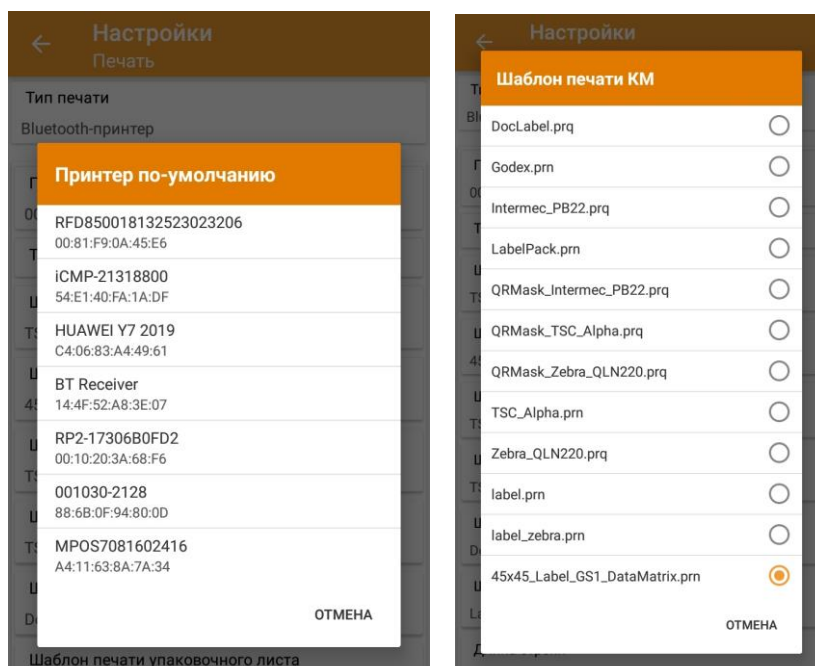 Настройки
Печать
Тип печати
Bluetooth-принтер
Принтер по-умолчанию
RFD850018132523023206
00:81:F9:0A:45:E6
iCMP-21318800
54:E1:40:FA:1A:DF
HUAWEI Y7 2019
C4:06:83:A4:49:61
BT Receiver
14:4F:52:A8:3E:07
RP2-17306B0FD2
00:10:20:3A:68:F6
001030-2128
88:6B:0F:94:80:0D
MPOS7081602416
A4:11:63:8A:7A:34
ОТМЕНА
Шаблон печати упаковочного листа
Настройки
Шаблон печати КМ
DocLabel.prq
Godex.prn
Intermec_PB22.prq
LabelPack.prn
QRMask_Intermec_PB22.prq
QRMask_TSC_Alpha.prq
QRMask_Zebra_QLN220.prq
TSC_Alpha.prn
Zebra_QLN220.prq
label.prn
label_zebra.prn
45x45_Label_GS1_DataMatrix.prn
ОТМЕНА